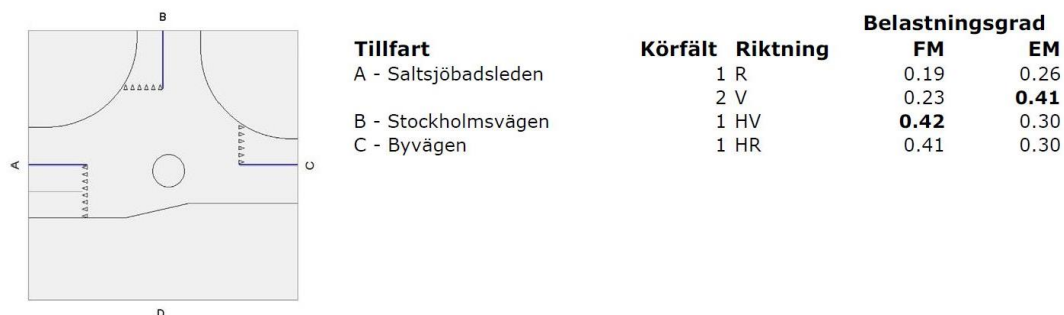 B
A
C
D
Belastningsgrad
Tillfart Körfält Riktning FM EM
A - Saltsjöbadsleden 1 R 0.19 0.26
2 V 0.23 0.41
B - Stockholmsvägen 1 HV 0.42 0.30
C - Byvägen 1 HR 0.41 0.30